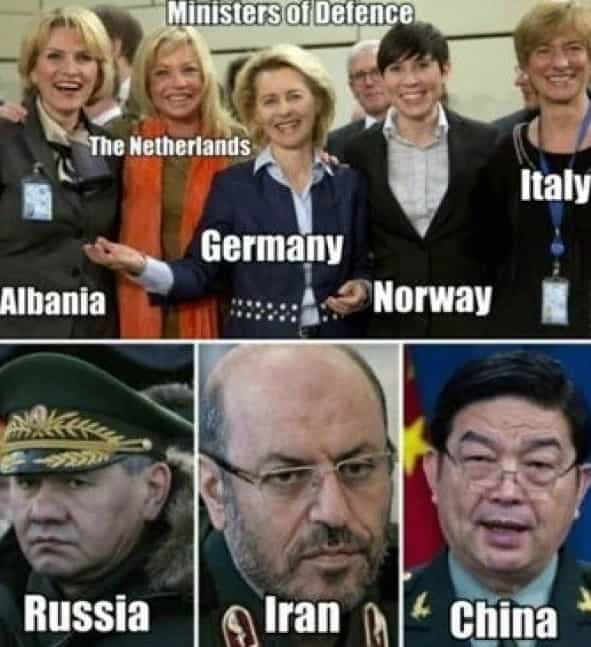 Ministers of Defence
The Netherlands
Italy
Germany
Albania
Norway
Russia
Iran
China